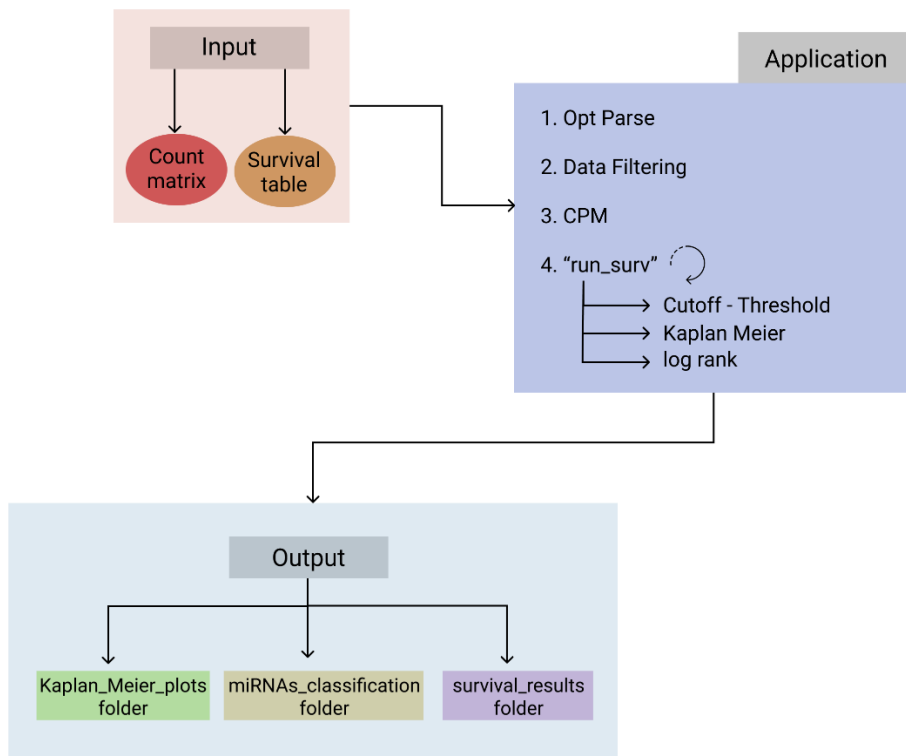 Input
Count
matrix
Survival
table
Application
1. Opt Parse
2. Data Filtering
3. CPM
4. “run_surv”
Cutoff - Threshold
Kaplan Meier
log rank
Output
Kaplan_Meier_plots
folder
miRNAs_classification
folder
survival_results
folder